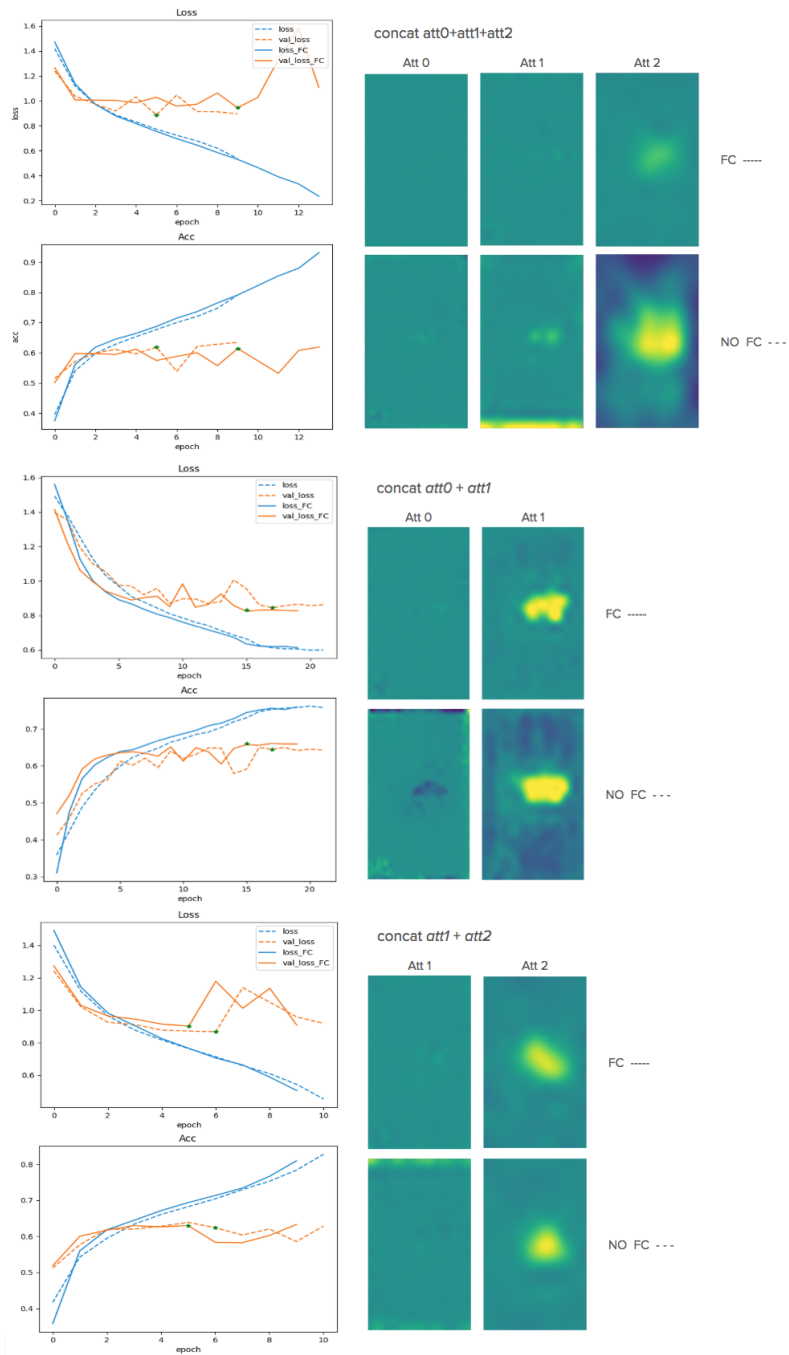 Loss
loss
val_loss
loss_FC
val_loss_FC
1.6
1.4
1.2
1.0
0.8
0.6
0.4
0.2
loss
0 2 4 6 8 10 12
epoch
Acc
0.9
0.8
0.7
0.6
0.5
0.4
acc
0 2 4 6 8 10 12
epoch
concat att0+att1+att2
Att 0 Att 1 Att 2
FC -----
NO FC - - -
Loss
loss
val_loss
loss_FC
val_loss_FC
1.6
1.4
1.2
1.0
0.8
0.6
0 5 10 15 20
epoch
Acc
0.7
0.6
0.5
0.4
0.3
0 5 10 15 20
epoch
concat att0 + att1
Att 0 Att 1
FC -----
NO FC - - -
Loss
loss
val_loss
loss_FC
val_loss_FC
1.4
1.2
1.0
0.8
0.6
0 2 4 6 8 10
epoch
Acc
0.8
0.7
0.6
0.5
0.4
0 2 4 6 8 10
epoch
concat att1 + att2
Att 1 Att 2
FC -----
NO FC - - -